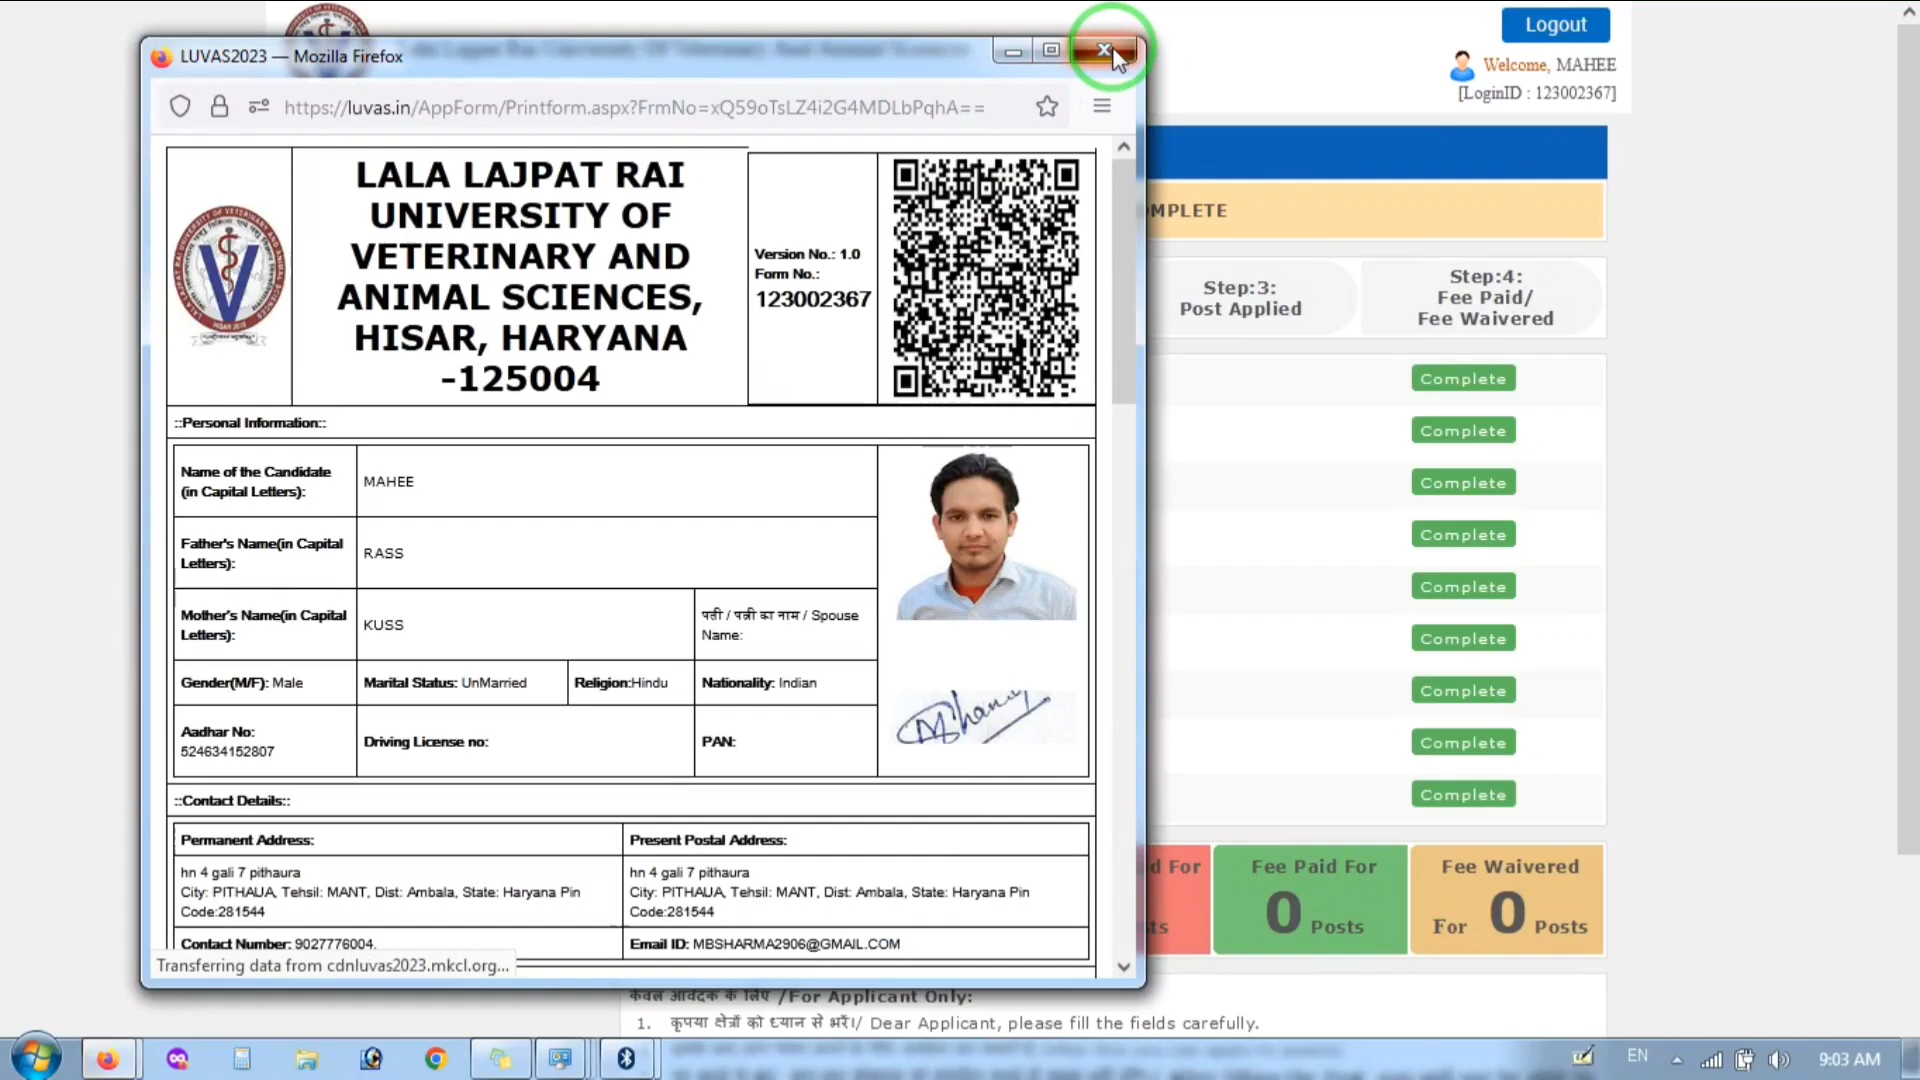 Logout
Welcome, MAHEE
[LoginID : 123002367]
LUVAS2023 — Mozilla Firefox
https://luvas.in/AppForm/Printform.aspx?FrmNo=xQ59oTsLZ4i2G4MDLbPqhA==
LALA LAJPAT RAI
UNIVERSITY OF
VETERINARY AND
ANIMAL SCIENCES,
HISAR, HARYANA
-125004
Version No.: 1.0
Form No.:
123002367
::Personal Information::
Name of the Candidate
(in Capital Letters):
MAHEE
Father's Name(in Capital
Letters):
RASS
Mother's Name(in Capital
Letters):
KUSS
पती / पत्नी का नाम / Spouse
Name:
Gender(M/F): Male
Marital Status: UnMarried
Religion:Hindu
Nationality: Indian
Aadhar No:
524634152807
Driving License no:
PAN:
::Contact Details::
Permanent Address:
Present Postal Address:
hn 4 gali 7 pithaura
City: PITHAUA, Tehsil: MANT, Dist: Ambala, State: Haryana Pin
Code:281544
hn 4 gali 7 pithaura
City: PITHAUA, Tehsil: MANT, Dist: Ambala, State: Haryana Pin
Code:281544
Contact Number: 9027776004,
Email ID: MBSHARMA2906@GMAIL.COM
Transferring data from cdnluvas2023.mkcl.org...
MPLETE
Step:3:
Post Applied
Step:4:
Fee Paid/
Fee Waivered
Complete
Complete
Complete
Complete
Complete
Complete
Complete
Complete
Complete
d For
ts
Fee Paid For
0 Posts
Fee Waivered
For 0 Posts
केवल आवेदक के लिए /For Applicant Only:
1. कृपया क्षेत्रों को ध्यान से भरें।/ Dear Applicant, please fill the fields carefully.
EN
9:03 AM